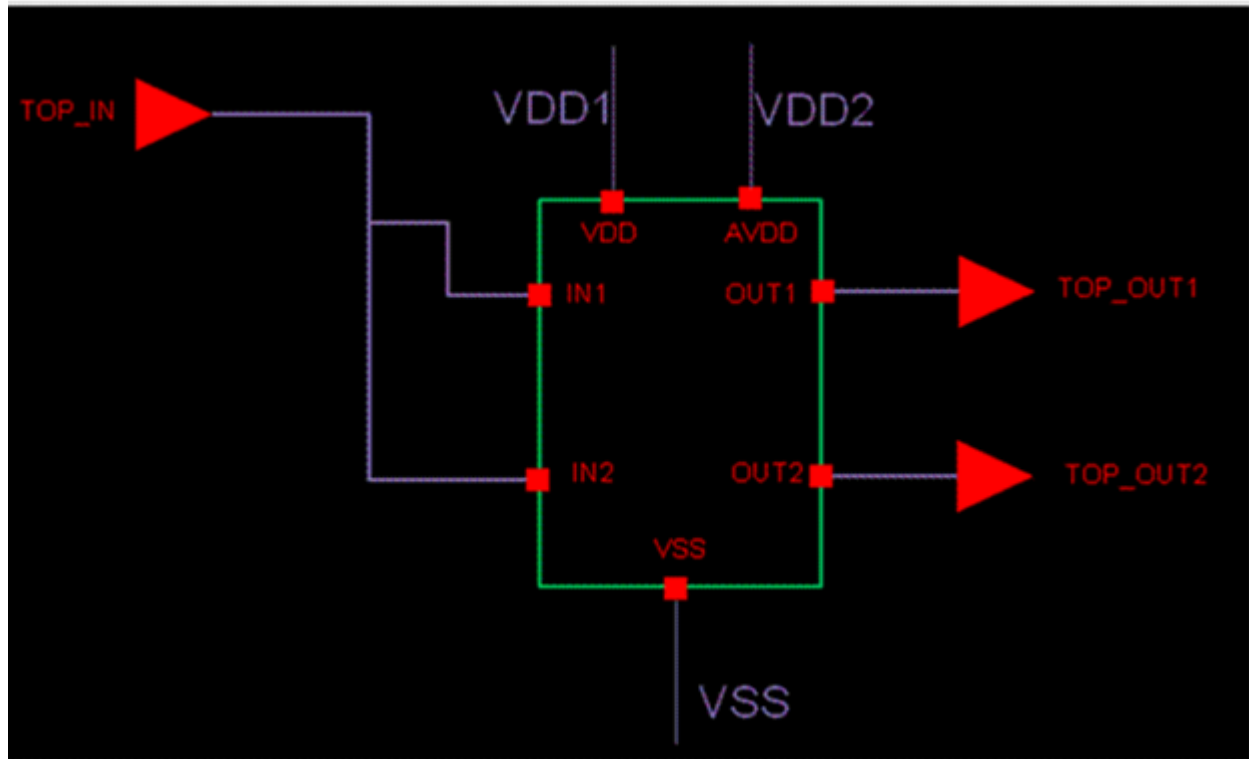 TOP_IN
VDD1
VDD2
VDD
AVDD
IN1
OUT1
TOP_OUT1
IN2
OUT2
TOP_OUT2
VSS
VSS